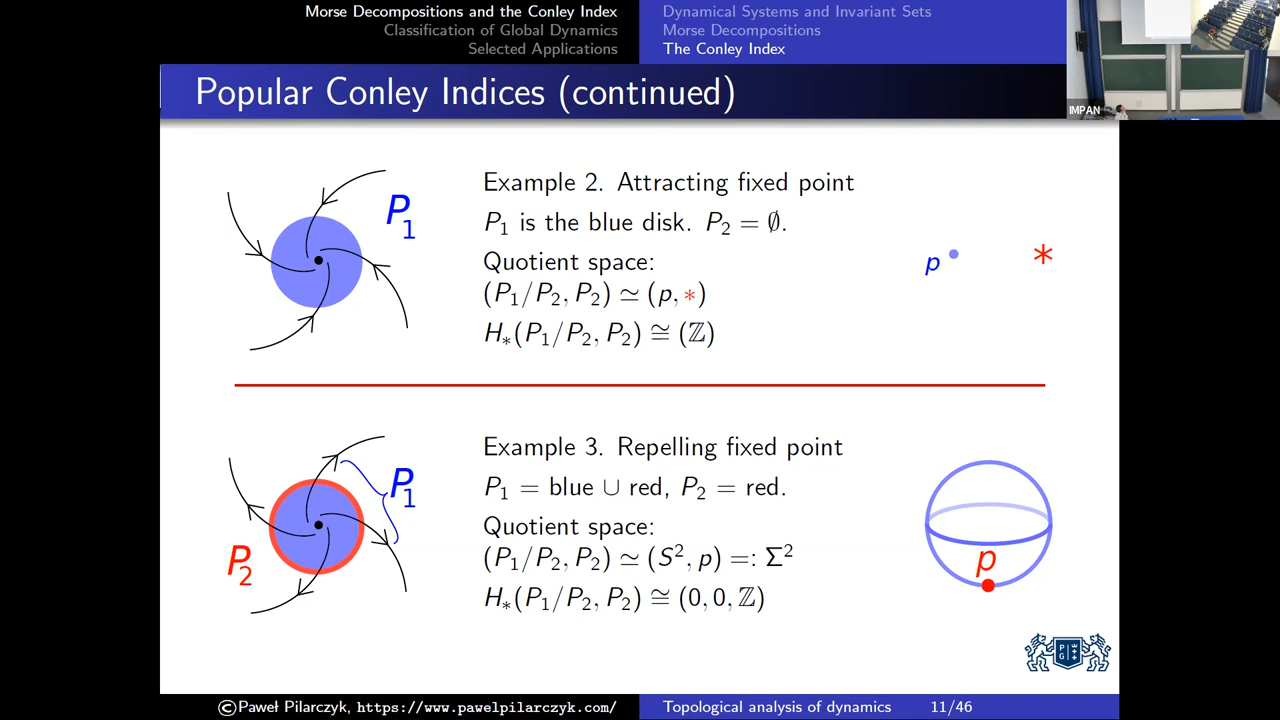 Morse Decompositions and the Conley Index
Classification of Global Dynamics
Selected Applications
Dynamical Systems and Invariant Sets
Morse Decompositions
The Conley Index
IMPAN
Popular Conley Indices (continued)
P₁
Example 2. Attracting fixed point
P₁ is the blue disk. P₂ = ∅.
Quotient space:
(P₁/P₂, P₂) ≃ (p, *)
H∗(P₁/P₂, P₂) ≅ (ℤ)
p *
P₁
P₂
Example 3. Repelling fixed point
P₁ = blue ∪ red, P₂ = red.
Quotient space:
(P₁/P₂, P₂) ≃ (S², p) =: Σ²
H∗(P₁/P₂, P₂) ≅ (0, 0, ℤ)
p
P
G
©Paweł Pilarczyk, https://www.pawelpilarczyk.com/
Topological analysis of dynamics
11/46